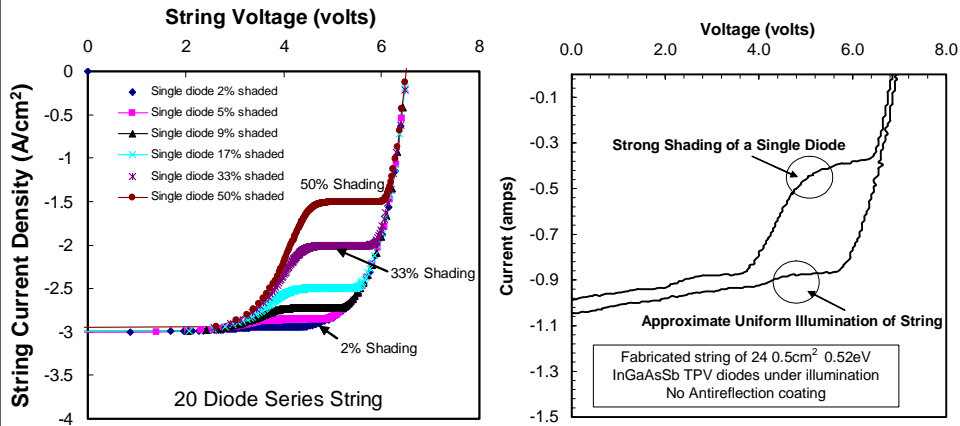 String Voltage (volts)
0 2 4 6 8
String Current Density (A/cm²)
0
-0.5
-1
-1.5
-2
-2.5
-3
-3.5
-4
Single diode 2% shaded
Single diode 5% shaded
Single diode 9% shaded
Single diode 17% shaded
Single diode 33% shaded
Single diode 50% shaded
50% Shading
33% Shading
2% Shading
20 Diode Series String
Voltage (volts)
0.0 2.0 4.0 6.0 8.0
Current (amps)
-0.1
-0.3
-0.5
-0.7
-0.9
-1.1
-1.3
-1.5
Strong Shading of a Single Diode
Approximate Uniform Illumination of String
Fabricated string of 24 0.5cm² 0.52eV
InGaAsSb TPV diodes under illumination
No Antireflection coating